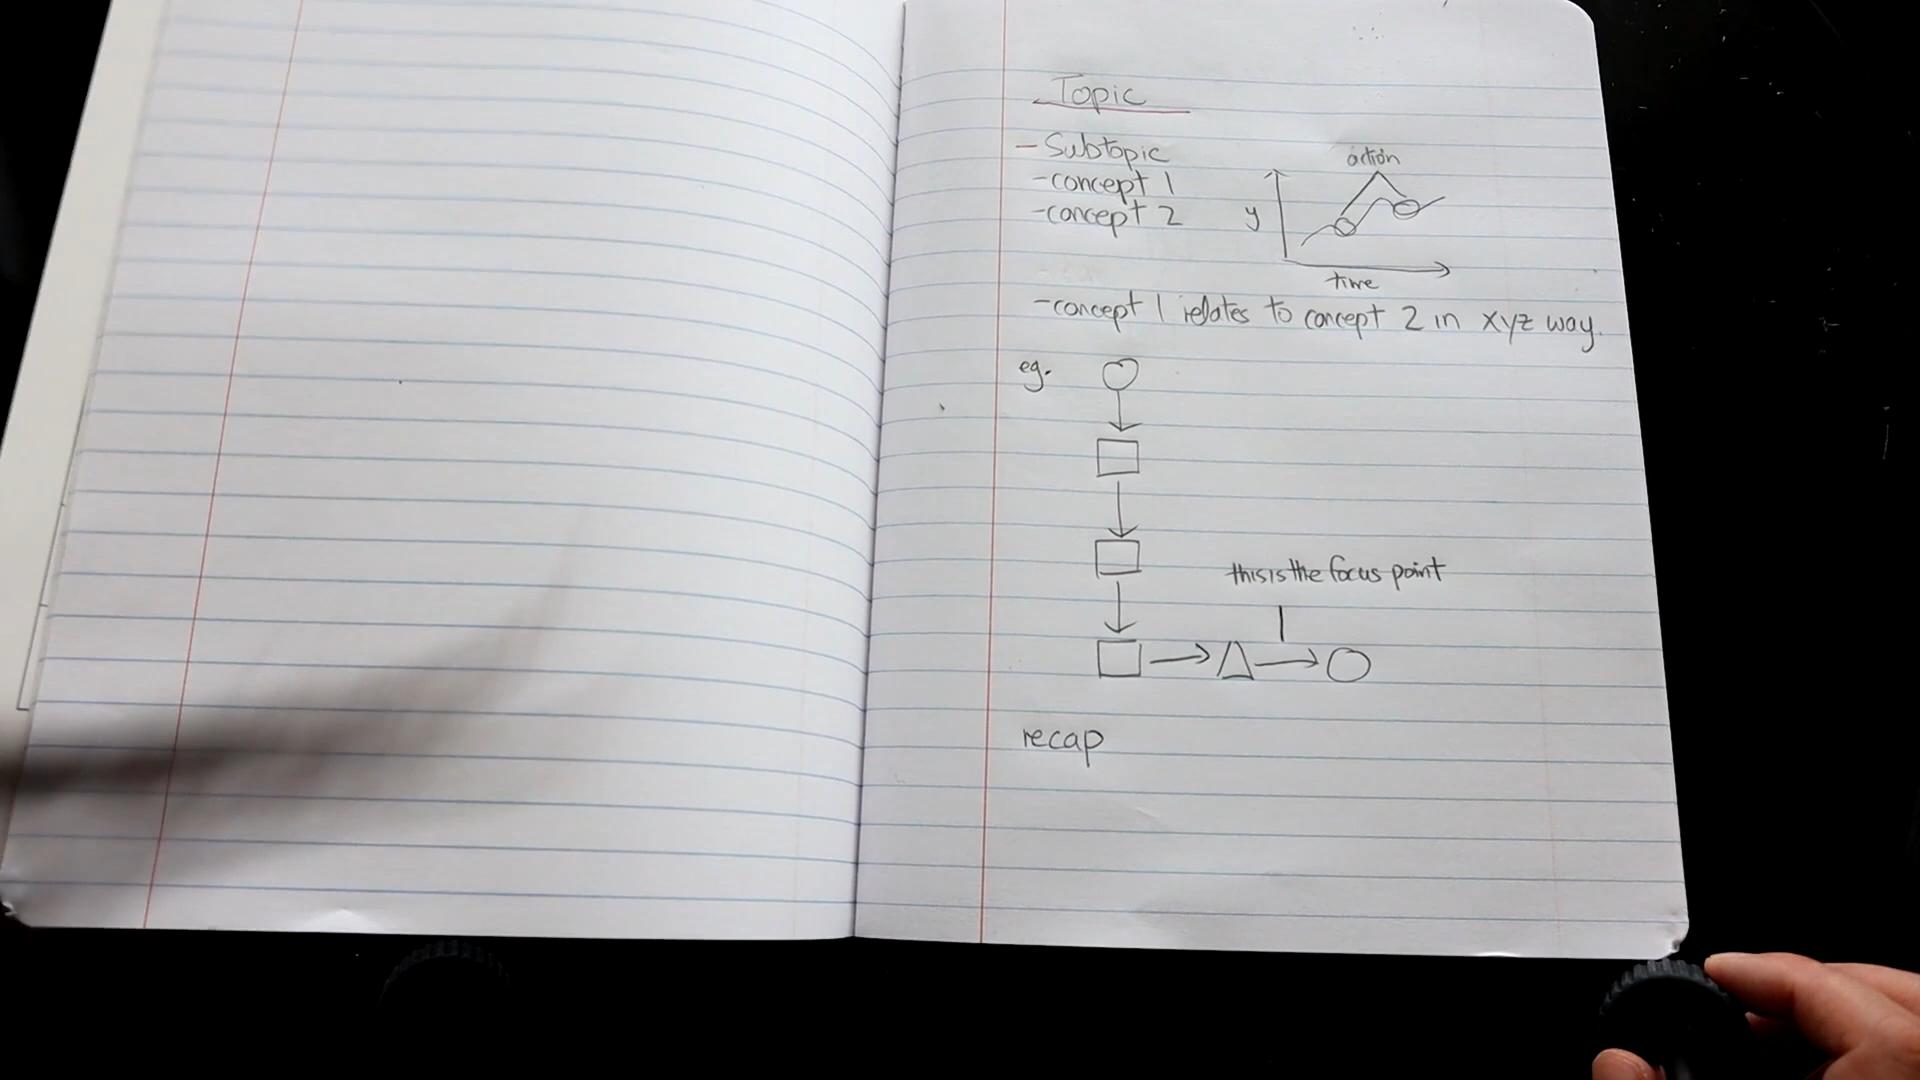 Topic
- Subtopic
- concept 1
- concept 2
action
y
time
- concept 1 relates to concept 2 in xyz way.
eg.
this is the focus point
recap